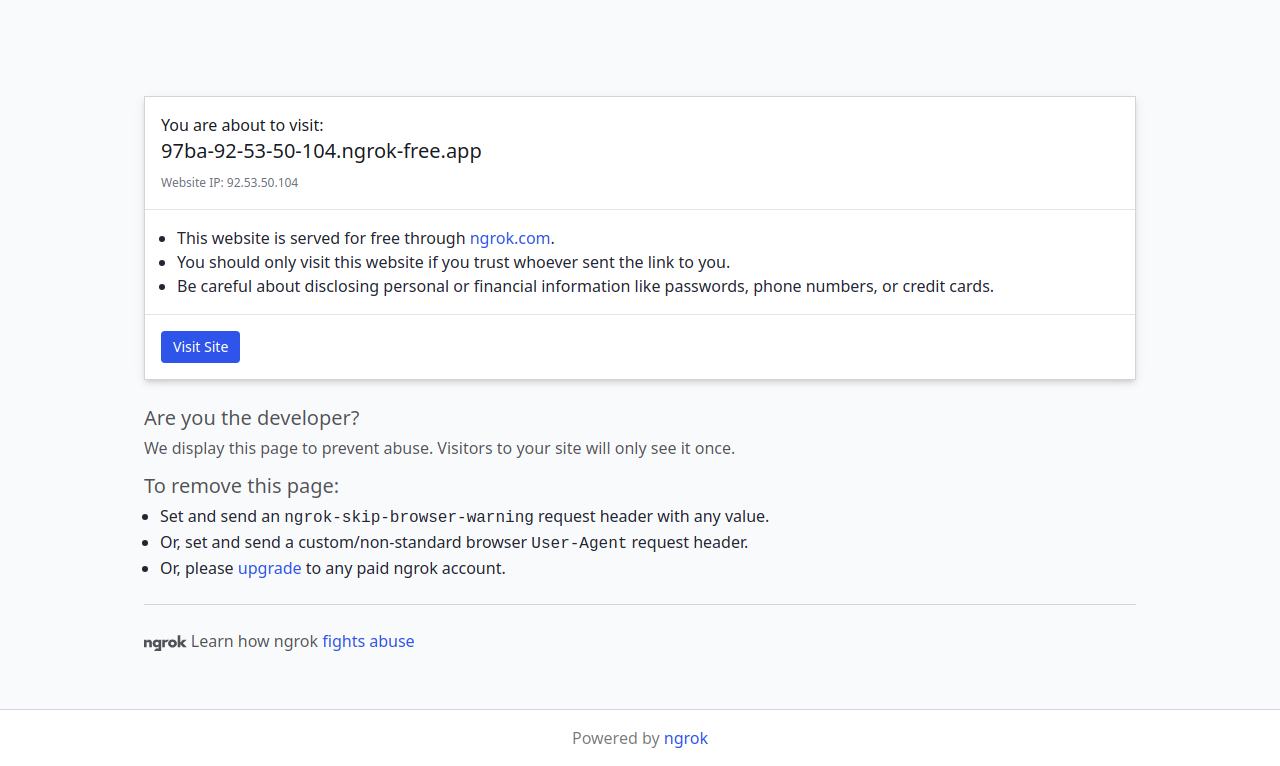 You are about to visit:
97ba-92-53-50-104.ngrok-free.app
Website IP: 92.53.50.104
This website is served for free through ngrok.com.
You should only visit this website if you trust whoever sent the link to you.
Be careful about disclosing personal or financial information like passwords, phone numbers, or credit cards.
Visit Site
Are you the developer?
We display this page to prevent abuse. Visitors to your site will only see it once.
To remove this page:
Set and send an ngrok-skip-browser-warning request header with any value.
Or, set and send a custom/non-standard browser User-Agent request header.
Or, please upgrade to any paid ngrok account.
ngrok Learn how ngrok fights abuse
Powered by ngrok